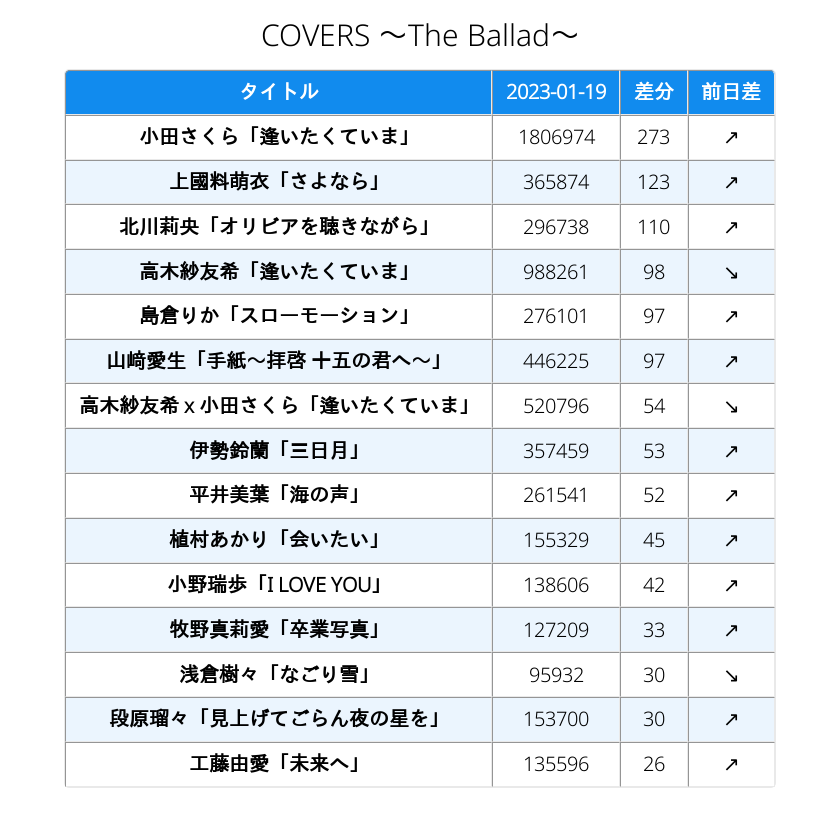 COVERS ～The Ballad～
タイトル 2023-01-19 差分 前日差
小田さくら「逢いたくていま」 1806974 273 ↗
上國料萌衣「さよなら」 365874 123 ↗
北川莉央「オリビアを聴きながら」 296738 110 ↗
高木紗友希「逢いたくていま」 988261 98 ↘
島倉りか「スローモーション」 276101 97 ↗
山﨑愛生「手紙～拝啓 十五の君へ～」 446225 97 ↗
高木紗友希 x 小田さくら「逢いたくていま」 520796 54 ↘
伊勢鈴蘭「三日月」 357459 53 ↗
平井美葉「海の声」 261541 52 ↗
植村あかり「会いたい」 155329 45 ↗
小野瑞歩「I LOVE YOU」 138606 42 ↗
牧野真莉愛「卒業写真」 127209 33 ↗
浅倉樹々「なごり雪」 95932 30 ↘
段原瑠々「見上げてごらん夜の星を」 153700 30 ↗
工藤由愛「未来へ」 135596 26 ↗